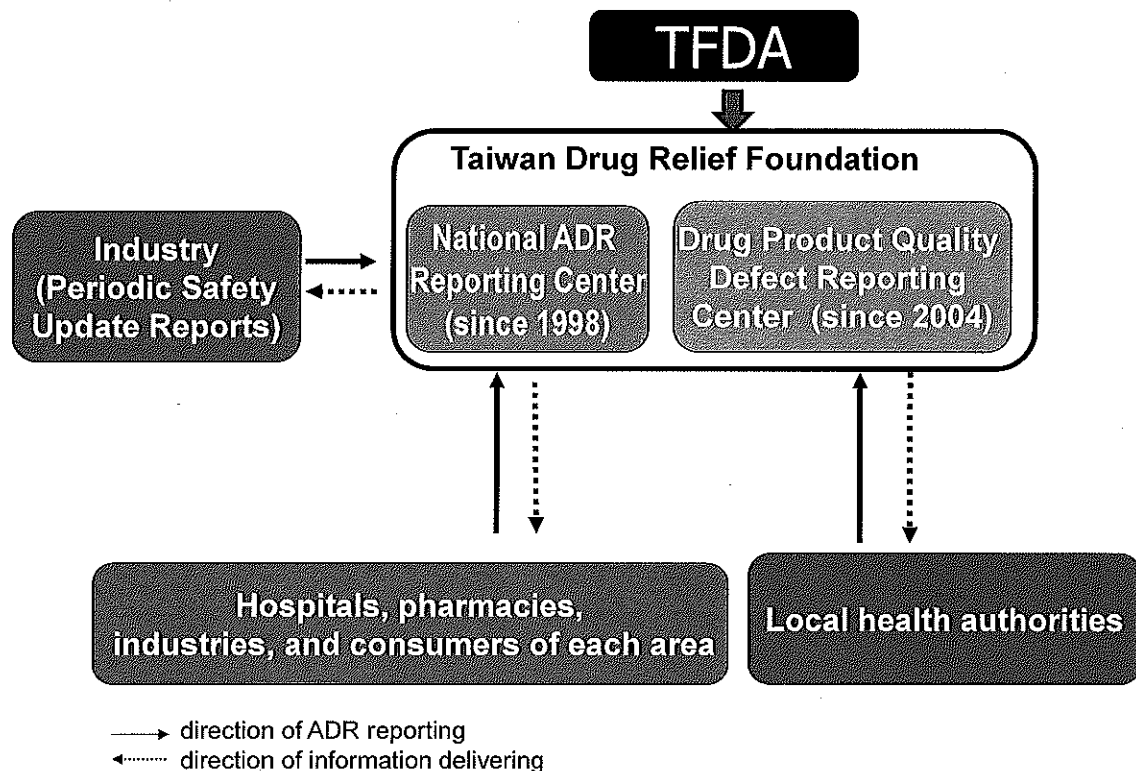 TFDA
Taiwan Drug Relief Foundation
Industry
(Periodic Safety
Update Reports)
National ADR
Reporting Center
(since 1998)
Drug Product Quality
Defect Reporting
Center (since 2004)
Hospitals, pharmacies,
industries, and consumers of each area
Local health authorities
direction of ADR reporting
direction of information delivering